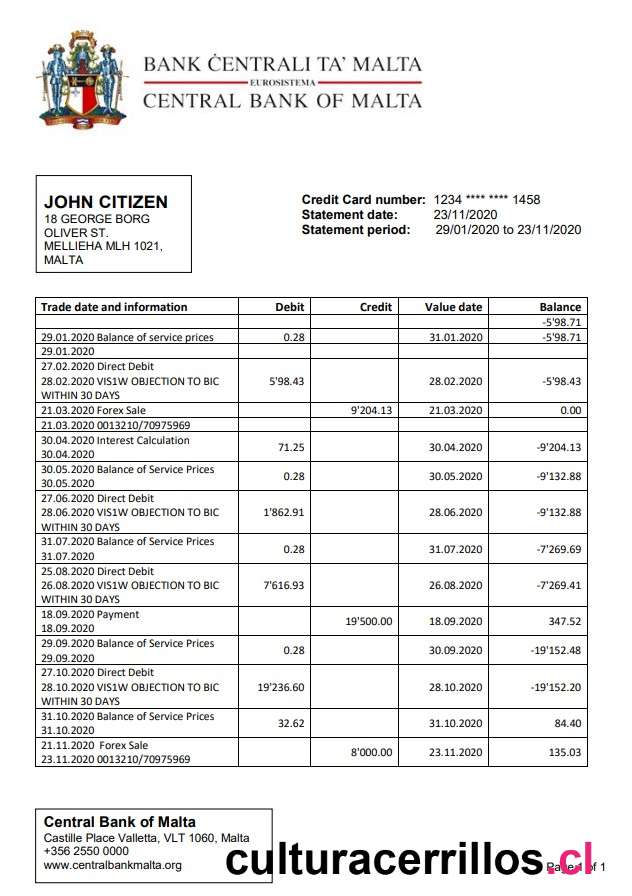 BANK ĊENTRALI TA' MALTA
EUROSISTEMA
CENTRAL BANK OF MALTA
JOHN CITIZEN
18 GEORGE BORG
OLIVER ST.
MELLIEHA MLH 1021,
MALTA
Credit Card number: 1234 **** **** 1458
Statement date: 23/11/2020
Statement period: 29/01/2020 to 23/11/2020
Trade date and information Debit Credit Value date Balance
-5'98.71
29.01.2020 Balance of service prices 0.28 31.01.2020 -5'98.71
29.01.2020
27.02.2020 Direct Debit
28.02.2020 VIS1W OBJECTION TO BIC 5'98.43 28.02.2020 -5'98.43
WITHIN 30 DAYS
21.03.2020 Forex Sale 9'204.13 21.03.2020 0.00
21.03.2020 0013210/70975969
30.04.2020 Interest Calculation
30.04.2020 71.25 30.04.2020 -9'204.13
30.05.2020 Balance of Service Prices
30.05.2020 0.28 30.05.2020 -9'132.88
27.06.2020 Direct Debit
28.06.2020 VIS1W OBJECTION TO BIC 1'862.91 28.06.2020 -9'132.88
WITHIN 30 DAYS
31.07.2020 Balance of Service Prices
31.07.2020 0.28 31.07.2020 -7'269.69
25.08.2020 Direct Debit
26.08.2020 VIS1W OBJECTION TO BIC 7'616.93 26.08.2020 -7'269.41
WITHIN 30 DAYS
18.09.2020 Payment
18.09.2020 19'500.00 18.09.2020 347.52
29.09.2020 Balance of Service Prices
29.09.2020 0.28 30.09.2020 -19'152.48
27.10.2020 Direct Debit
28.10.2020 VIS1W OBJECTION TO BIC 19'236.60 28.10.2020 -19'152.20
WITHIN 30 DAYS
31.10.2020 Balance of Service Prices
31.10.2020 32.62 31.10.2020 84.40
21.11.2020 Forex Sale
23.11.2020 0013210/70975969 8'000.00 23.11.2020 135.03
Central Bank of Malta
Castille Place Valletta, VLT 1060, Malta
+356 2550 0000
www.centralbankmalta.org
culturacerrillos.cl
Page 1 of 1